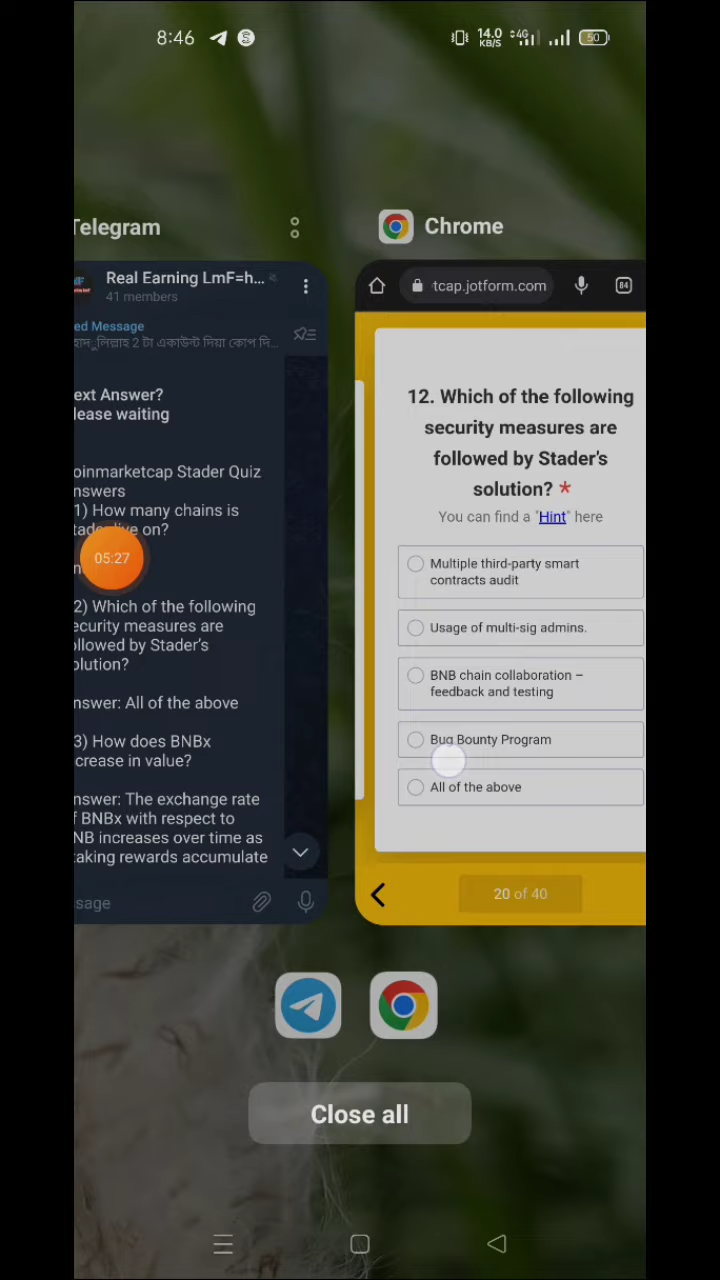 8:46
14.0
KB/S
4G
50
Telegram
Chrome
Real Earning LmF=h...
41 members
ed Message
2 টা একাউন্ট দিয়া কোপ দি...
ext Answer?
lease waiting
oinmarketcap Stader Quiz
nswers
1) How many chains is
live on?
05:27
2) Which of the following
ecurity measures are
ollowed by Stader's
olution?
nswer: All of the above
3) How does BNBx
crease in value?
nswer: The exchange rate
f BNBx with respect to
NB increases over time as
taking rewards accumulate
sage
tcap.jotform.com
84
12. Which of the following
security measures are
followed by Stader's
solution? *
You can find a "Hint" here
Multiple third-party smart
contracts audit
Usage of multi-sig admins.
BNB chain collaboration –
feedback and testing
Bug Bounty Program
All of the above
20 of 40
Close all